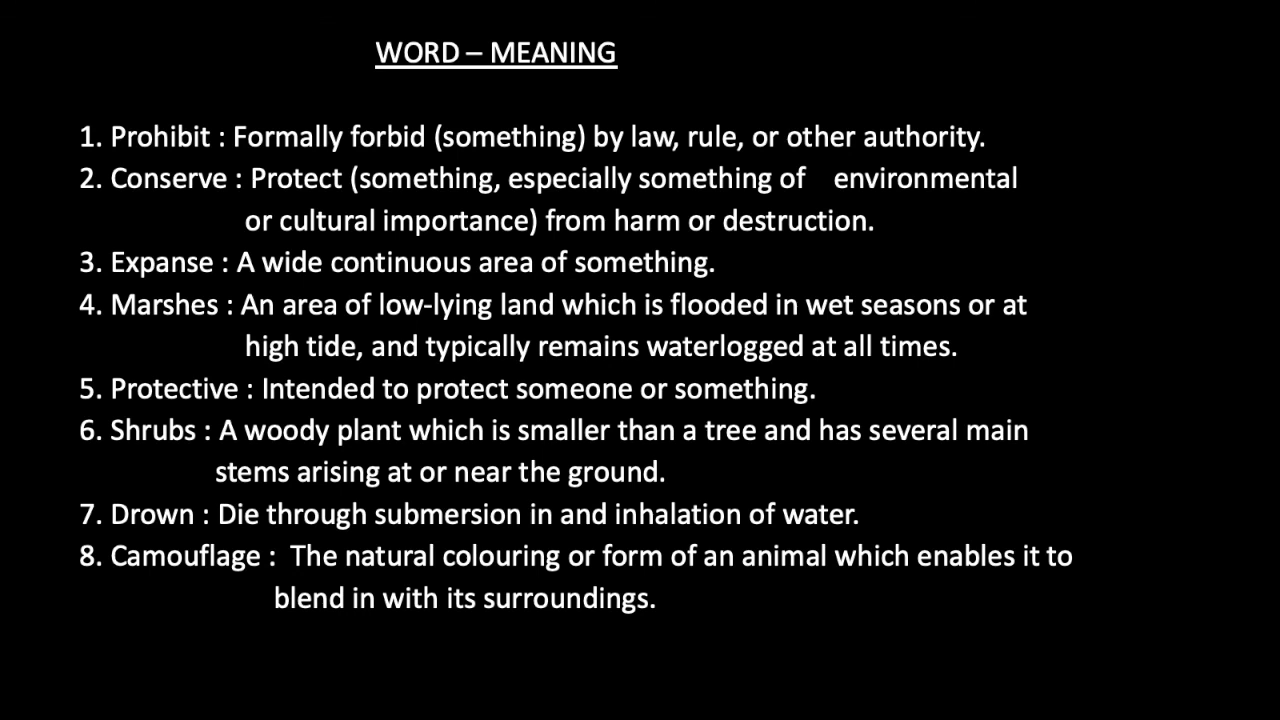 WORD – MEANING
1. Prohibit : Formally forbid (something) by law, rule, or other authority.
2. Conserve : Protect (something, especially something of environmental
or cultural importance) from harm or destruction.
3. Expanse : A wide continuous area of something.
4. Marshes : An area of low-lying land which is flooded in wet seasons or at
high tide, and typically remains waterlogged at all times.
5. Protective : Intended to protect someone or something.
6. Shrubs : A woody plant which is smaller than a tree and has several main
stems arising at or near the ground.
7. Drown : Die through submersion in and inhalation of water.
8. Camouflage : The natural colouring or form of an animal which enables it to
blend in with its surroundings.